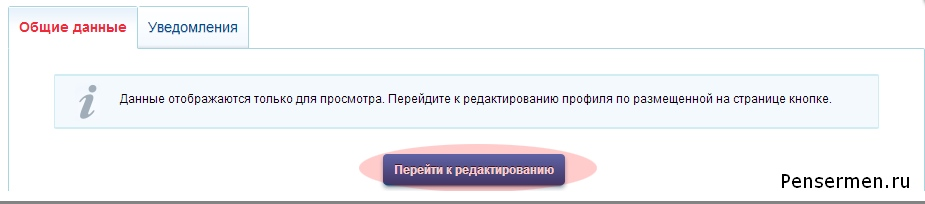 Общие данные Уведомления
i
Данные отображаются только для просмотра. Перейдите к редактированию профиля по размещенной на странице кнопке.
Перейти к редактированию
Pensermen.ru